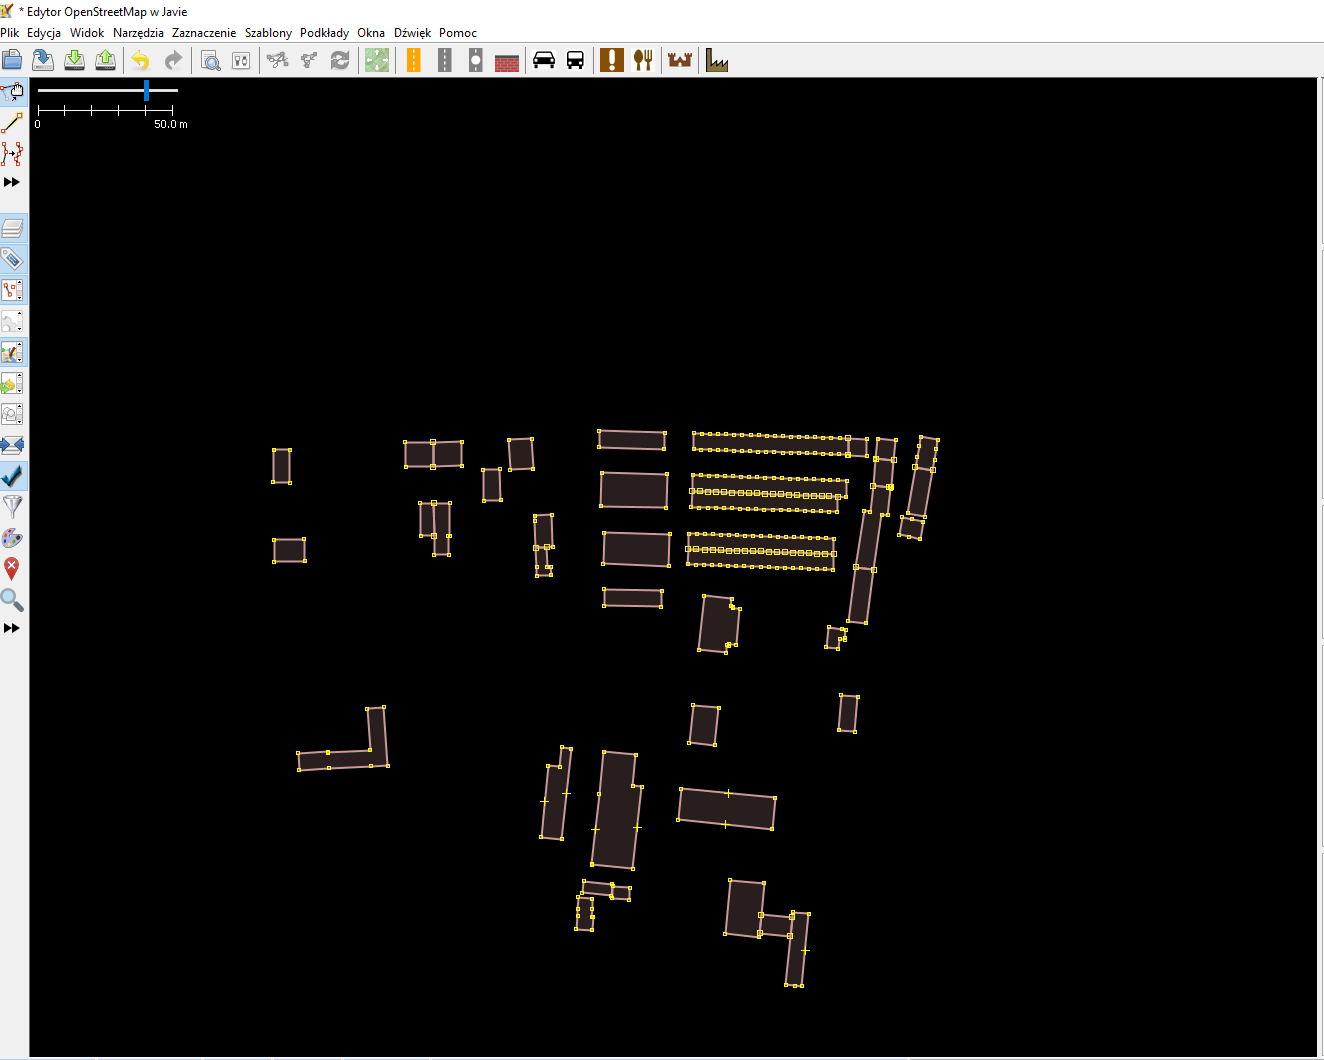 * Edytor OpenStreetMap w Javie
Plik Edycja Widok Narzędzia Zaznaczenie Szablony Podkłady Okna Dźwięk Pomoc
0 50.0 m